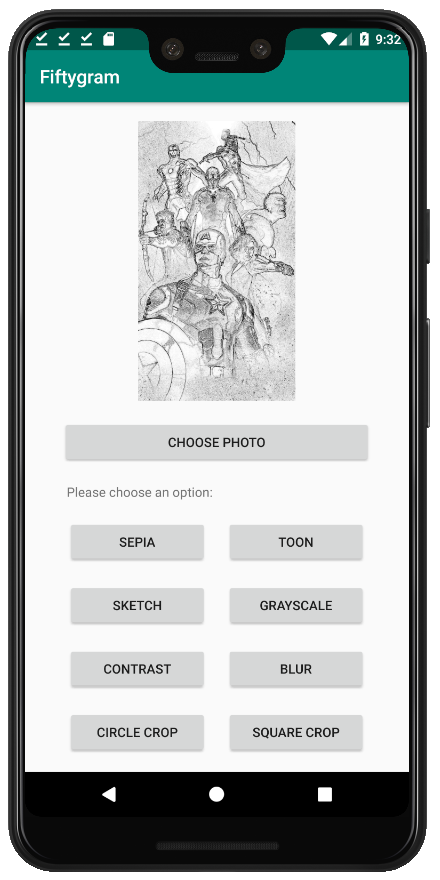 9:32
Fiftygram
CHOOSE PHOTO
Please choose an option:
SEPIA TOON
SKETCH GRAYSCALE
CONTRAST BLUR
CIRCLE CROP SQUARE CROP